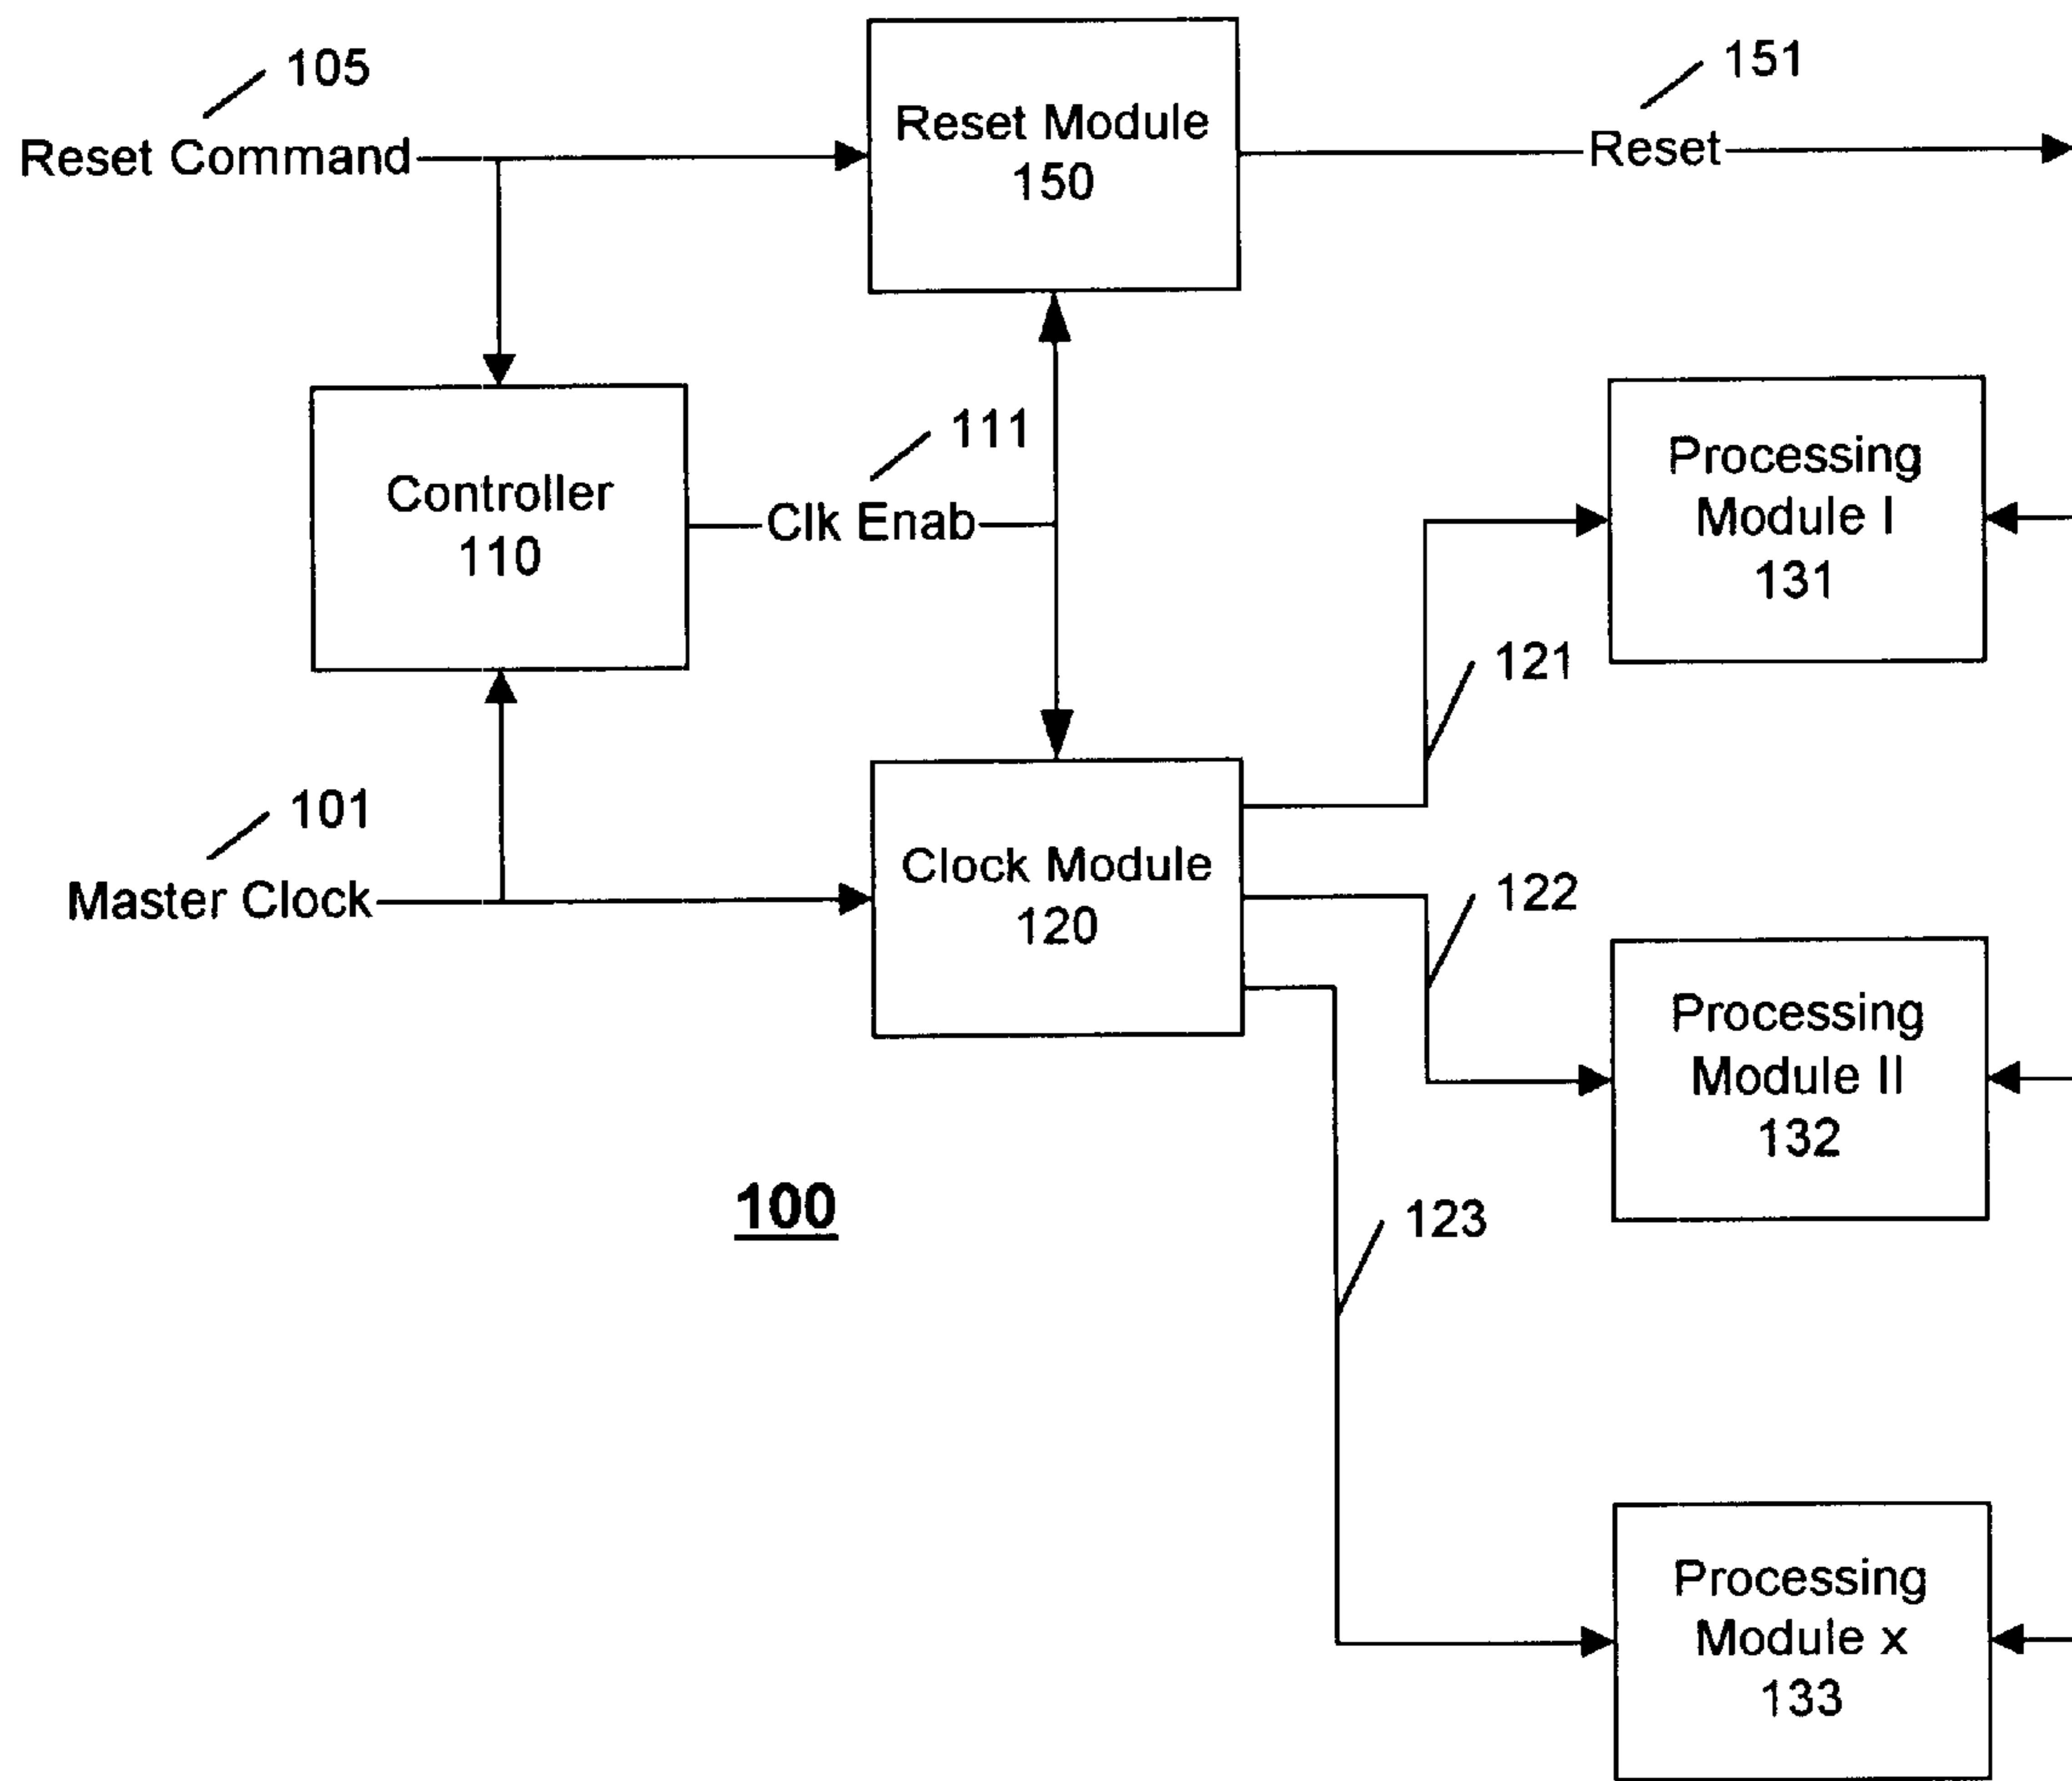 105
151
Reset Command
Reset Module
150
Reset
111
Controller
110
Clk Enab
Processing
Module I
131
121
101
Master Clock
Clock Module
120
122
Processing
Module II
132
100
123
Processing
Module x
133